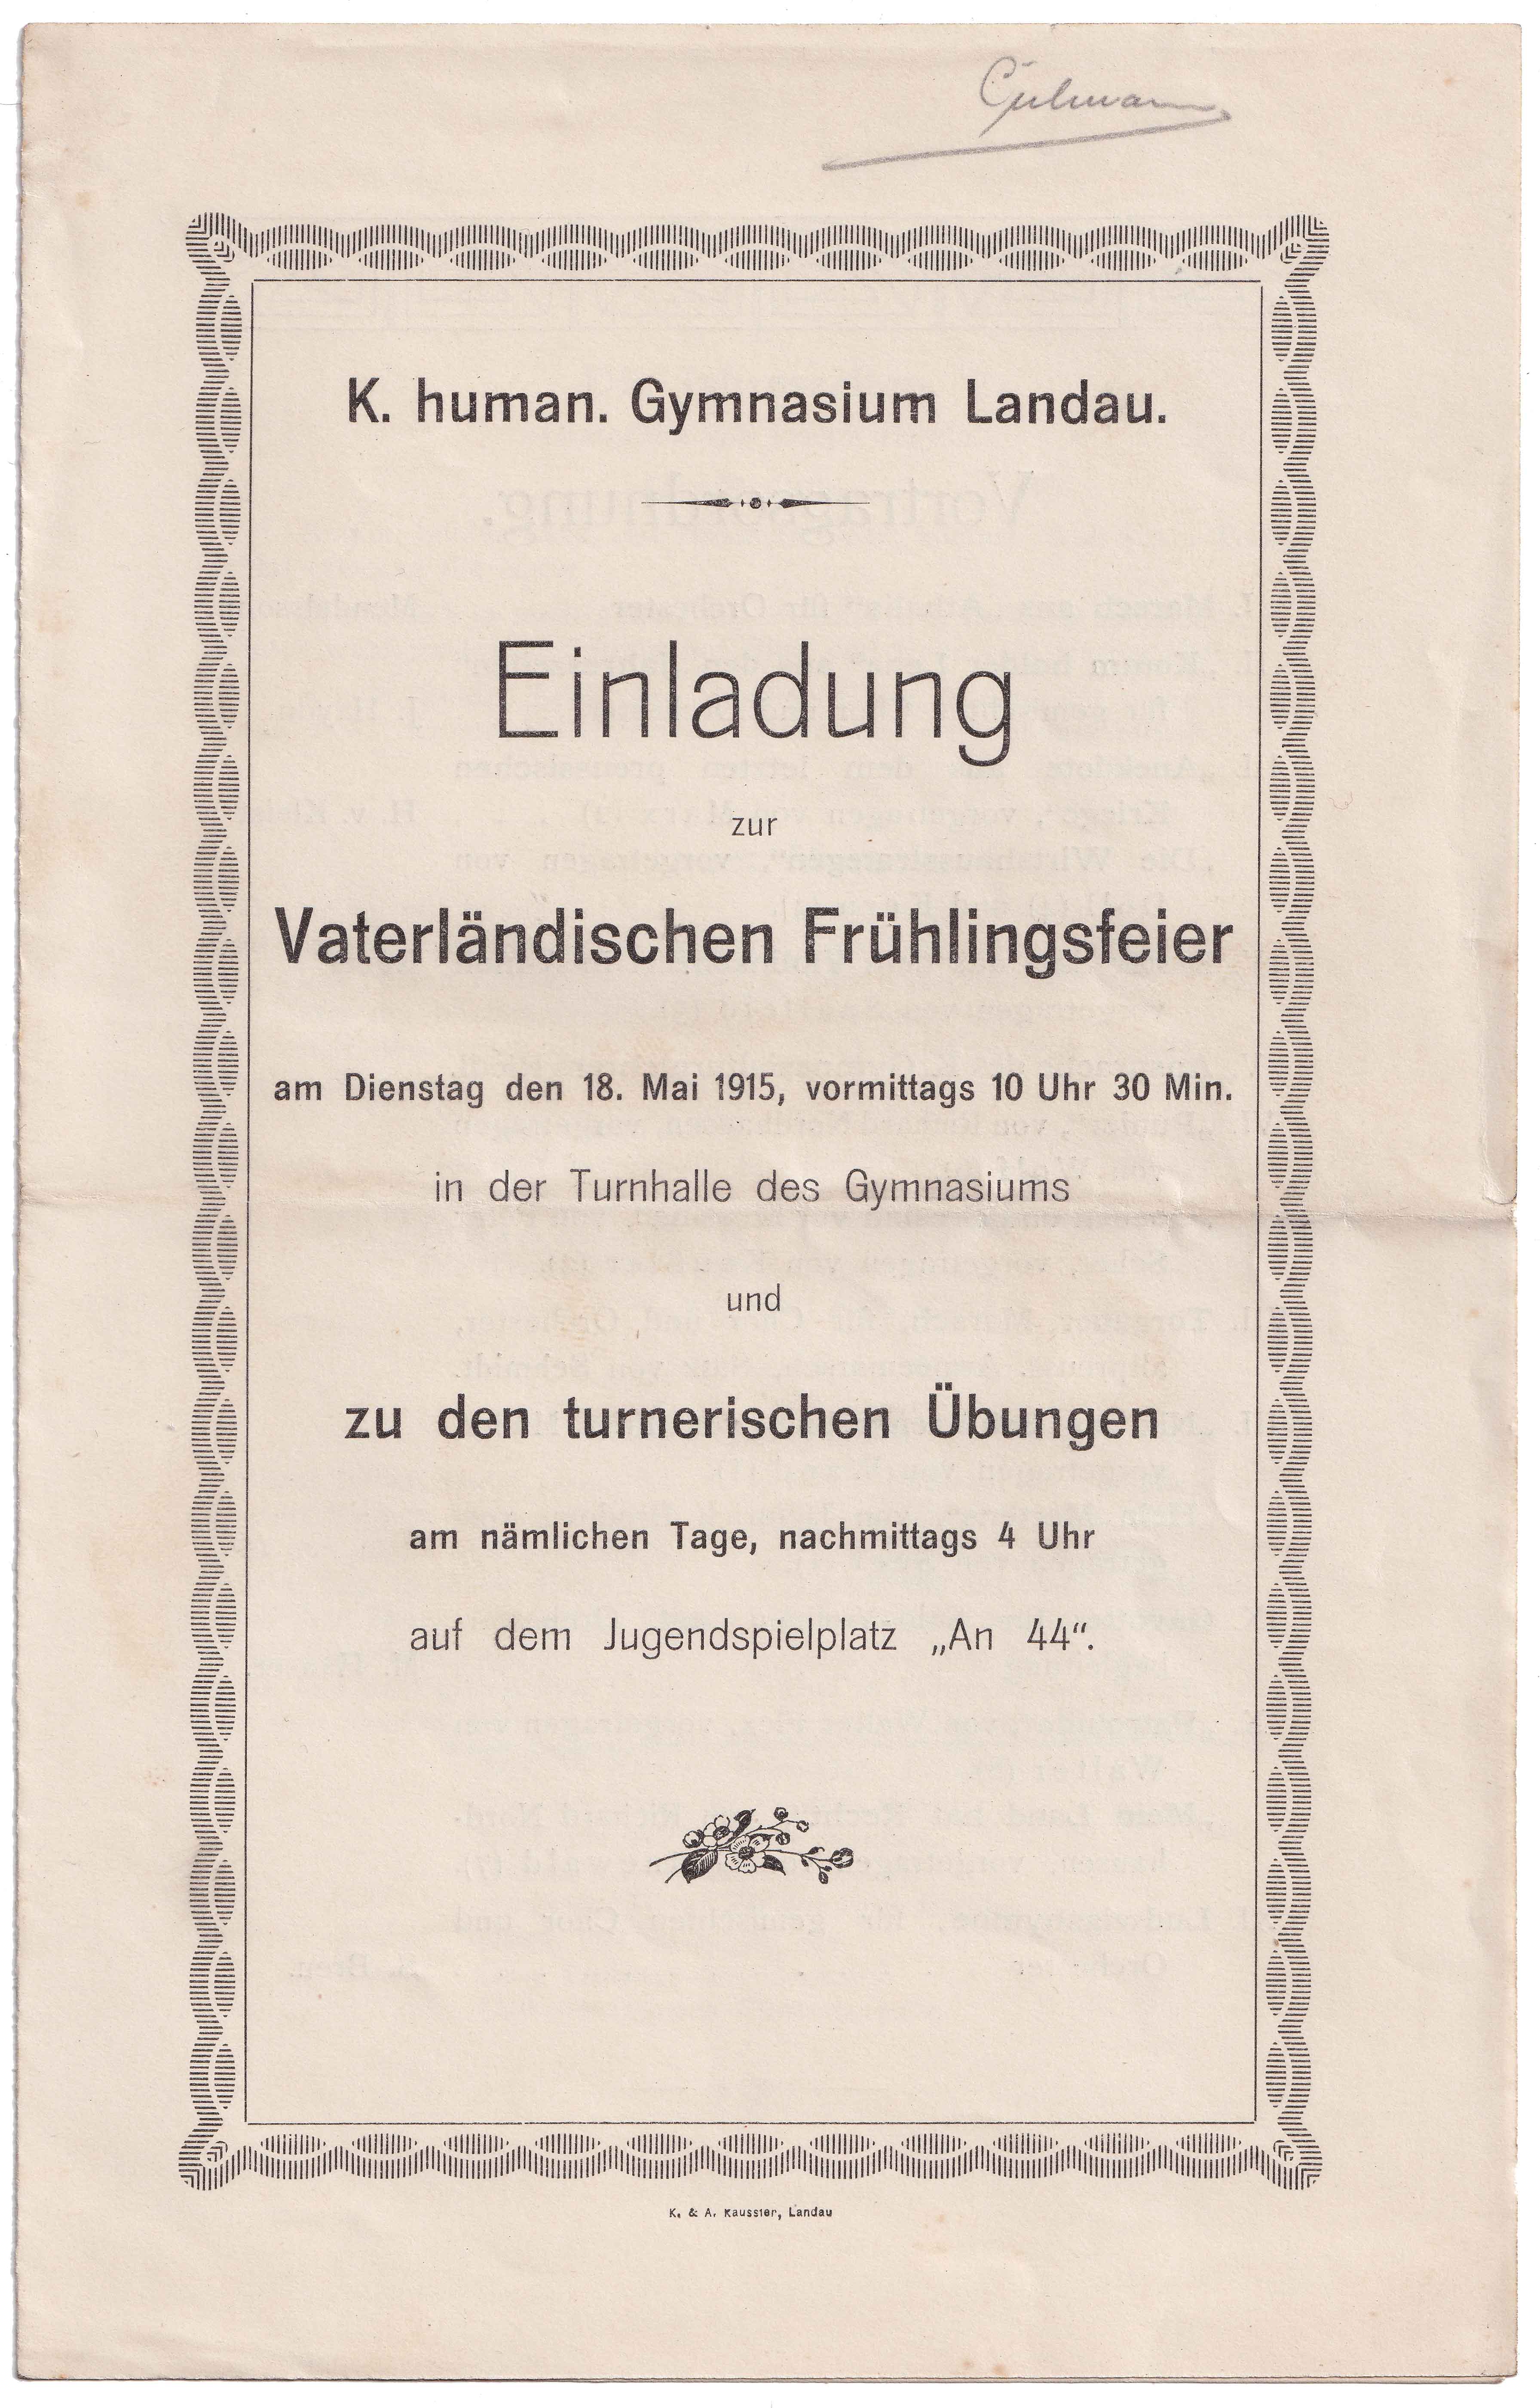 K. human. Gymnasium Landau.
Einladung
zur
Vaterländischen Frühlingsfeier
am Dienstag den 18. Mai 1915, vormittags 10 Uhr 30 Min.
in der Turnhalle des Gymnasiums
und
zu den turnerischen Übungen
am nämlichen Tage, nachmittags 4 Uhr
auf dem Jugendspielplatz „An 44“.
K. & A. Kaussler, Landau